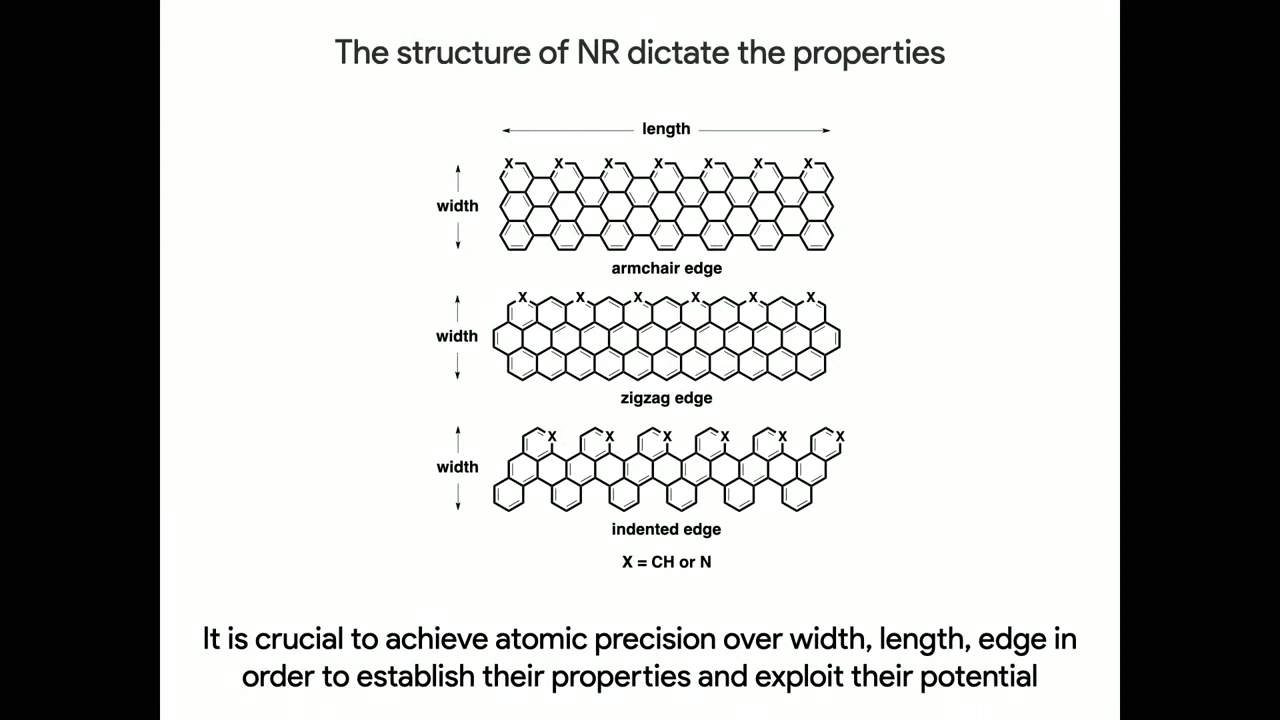 The structure of NR dictate the properties
length
X X X X X X X
width
armchair edge
X X X X X X
width
zigzag edge
X X X X X X
width
indented edge
X = CH or N
It is crucial to achieve atomic precision over width, length, edge in
order to establish their properties and exploit their potential